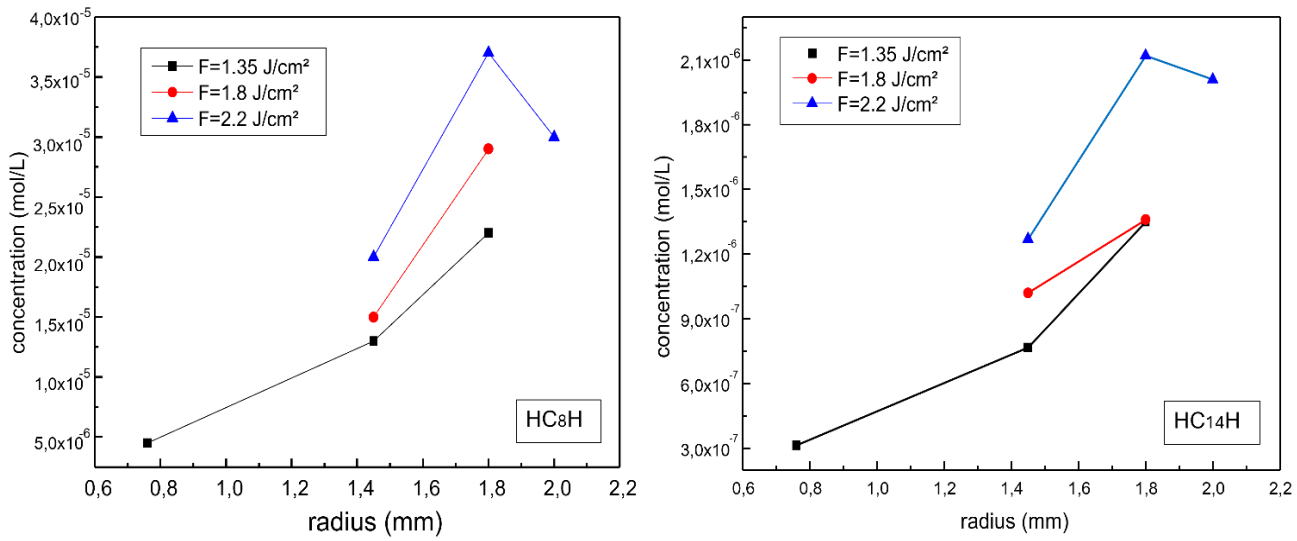 F=1.35 J/cm²
F=1.8 J/cm²
F=2.2 J/cm²
concentration (mol/L)
4,0x10⁻⁵
3,5x10⁻⁵
3,0x10⁻⁵
2,5x10⁻⁵
2,0x10⁻⁵
1,5x10⁻⁵
1,0x10⁻⁵
5,0x10⁻⁶
HC₈H
0,6 0,8 1,0 1,2 1,4 1,6 1,8 2,0 2,2
radius (mm)
F=1.35 J/cm²
F=1.8 J/cm²
F=2.2 J/cm²
concentration (mol/L)
2,1x10⁻⁶
1,8x10⁻⁶
1,5x10⁻⁶
1,2x10⁻⁶
9,0x10⁻⁷
6,0x10⁻⁷
3,0x10⁻⁷
HC₁₄H
0,6 0,8 1,0 1,2 1,4 1,6 1,8 2,0 2,2
radius (mm)